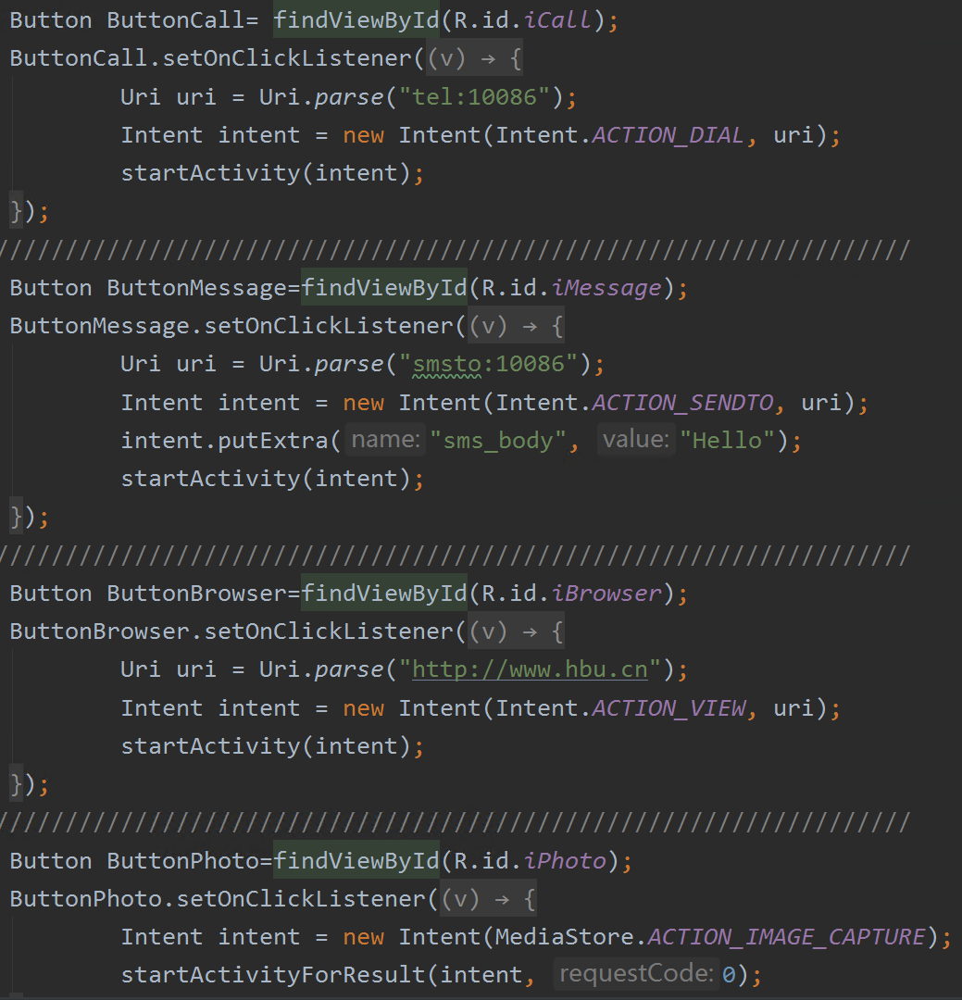 Button ButtonCall= findViewById(R.id.iCall);
ButtonCall.setOnClickListener((v) → {
Uri uri = Uri.parse("tel:10086");
Intent intent = new Intent(Intent.ACTION_DIAL, uri);
startActivity(intent);
});
//////////////////////////////////////////////////////////////////
Button ButtonMessage=findViewById(R.id.iMessage);
ButtonMessage.setOnClickListener((v) → {
Uri uri = Uri.parse("smsto:10086");
Intent intent = new Intent(Intent.ACTION_SENDTO, uri);
intent.putExtra( name: "sms_body", value: "Hello");
startActivity(intent);
});
//////////////////////////////////////////////////////////////////
Button ButtonBrowser=findViewById(R.id.iBrowser);
ButtonBrowser.setOnClickListener((v) → {
Uri uri = Uri.parse("http://www.hbu.cn");
Intent intent = new Intent(Intent.ACTION_VIEW, uri);
startActivity(intent);
});
//////////////////////////////////////////////////////////////////
Button ButtonPhoto=findViewById(R.id.iPhoto);
ButtonPhoto.setOnClickListener((v) → {
Intent intent = new Intent(MediaStore.ACTION_IMAGE_CAPTURE);
startActivityForResult(intent, requestCode: 0);